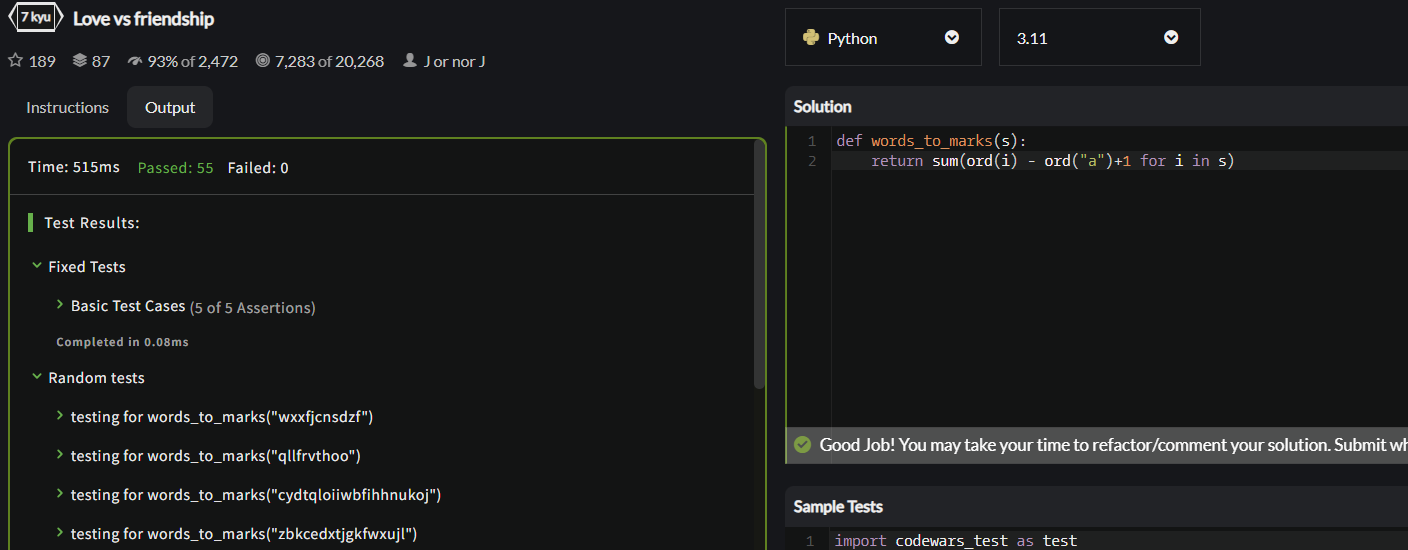 7 kyu Love vs friendship
189 87 93% of 2,472 7,283 of 20,268 J or nor J
Instructions Output
Time: 515ms Passed: 55 Failed: 0
Test Results:
Fixed Tests
Basic Test Cases (5 of 5 Assertions)
Completed in 0.08ms
Random tests
testing for words_to_marks("wxxfjcnsdzf")
testing for words_to_marks("qllfrvthoo")
testing for words_to_marks("cydtqloiiwbfihhnukoj")
testing for words_to_marks("zbkcedxtjgkfwxujl")
Python 3.11
Solution
1 def words_to_marks(s):
2 return sum(ord(i) - ord("a")+1 for i in s)
Good Job! You may take your time to refactor/comment your solution. Submit wh
Sample Tests
1 import codewars_test as test